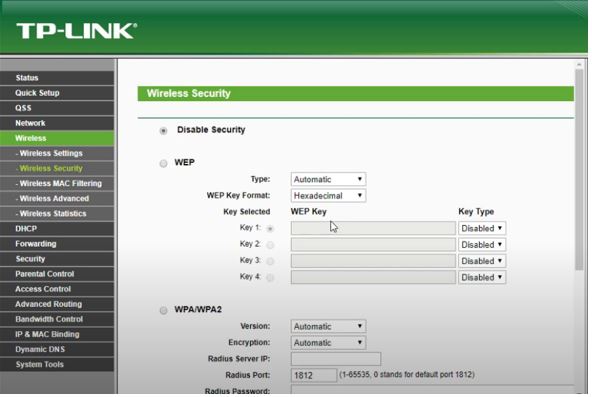 TP-LINK®
Status
Quick Setup
QSS
Network
Wireless
- Wireless Settings
- Wireless Security
- Wireless MAC Filtering
- Wireless Advanced
- Wireless Statistics
DHCP
Forwarding
Security
Parental Control
Access Control
Advanced Routing
Bandwidth Control
IP & MAC Binding
Dynamic DNS
System Tools
Wireless Security
Disable Security
WEP
Type: Automatic
WEP Key Format: Hexadecimal
Key Selected WEP Key Key Type
Key 1: Disabled
Key 2: Disabled
Key 3: Disabled
Key 4: Disabled
WPA/WPA2
Version: Automatic
Encryption: Automatic
Radius Server IP:
Radius Port: 1812 (1-65535, 0 stands for default port 1812)
Radius Password: